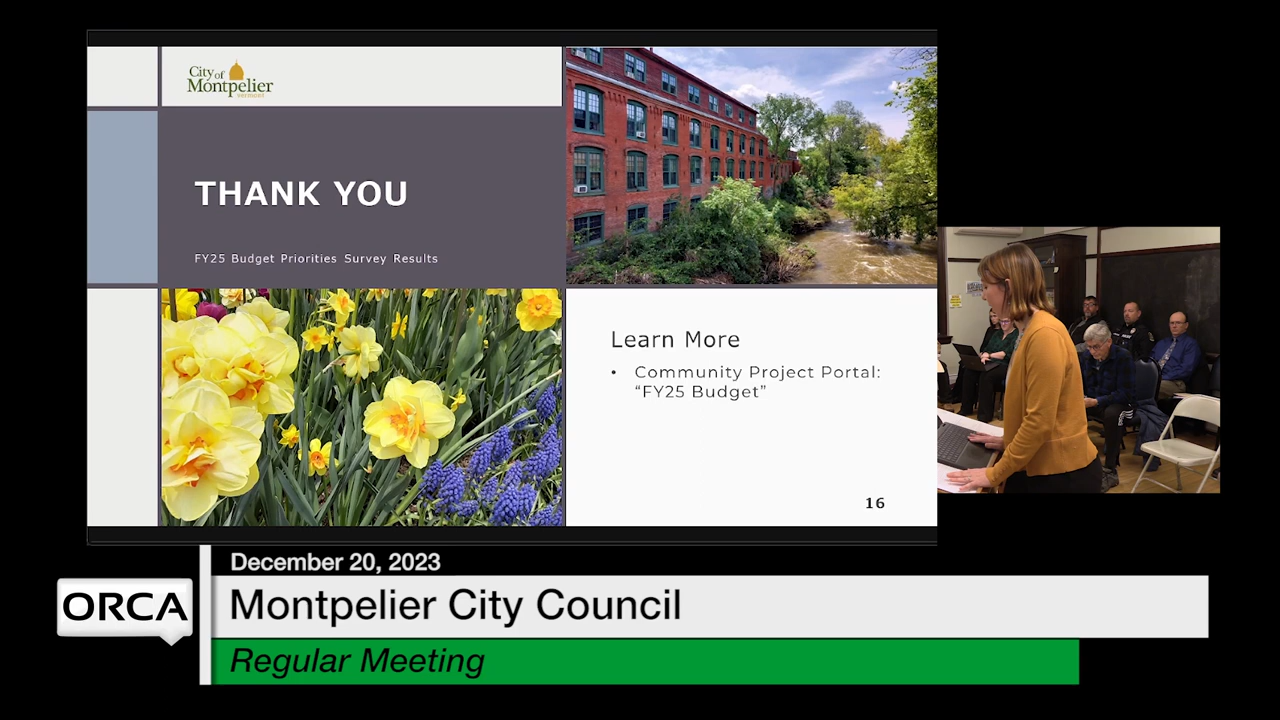 City of
Montpelier
VERMONT
THANK YOU
FY25 Budget Priorities Survey Results
Learn More
• Community Project Portal:
“FY25 Budget”
16
December 20, 2023
ORCA
Montpelier City Council
Regular Meeting